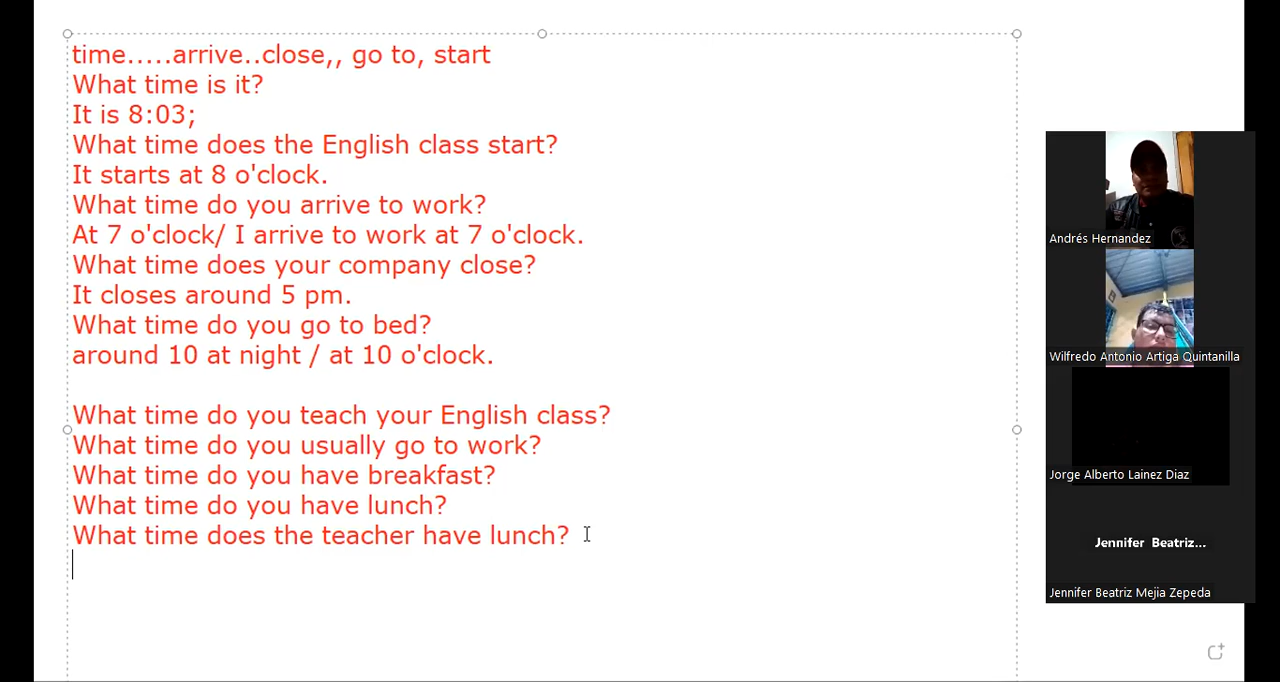 time.....arrive..close,, go to, start
What time is it?
It is 8:03;
What time does the English class start?
It starts at 8 o'clock.
What time do you arrive to work?
At 7 o'clock/ I arrive to work at 7 o'clock.
What time does your company close?
It closes around 5 pm.
What time do you go to bed?
around 10 at night / at 10 o'clock.
What time do you teach your English class?
What time do you usually go to work?
What time do you have breakfast?
What time do you have lunch?
What time does the teacher have lunch?
Andrés Hernandez
Wilfredo Antonio Artiga Quintanilla
Jorge Alberto Lainez Diaz
Jennifer Beatriz...
Jennifer Beatriz Mejia Zepeda